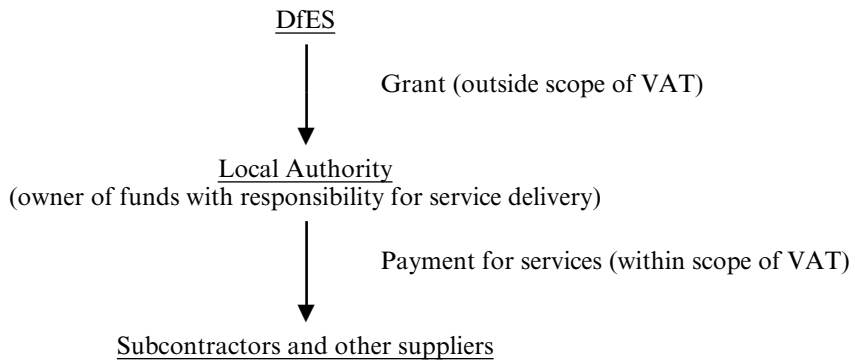 DfES
Grant (outside scope of VAT)
Local Authority
(owner of funds with responsibility for service delivery)
Payment for services (within scope of VAT)
Subcontractors and other suppliers